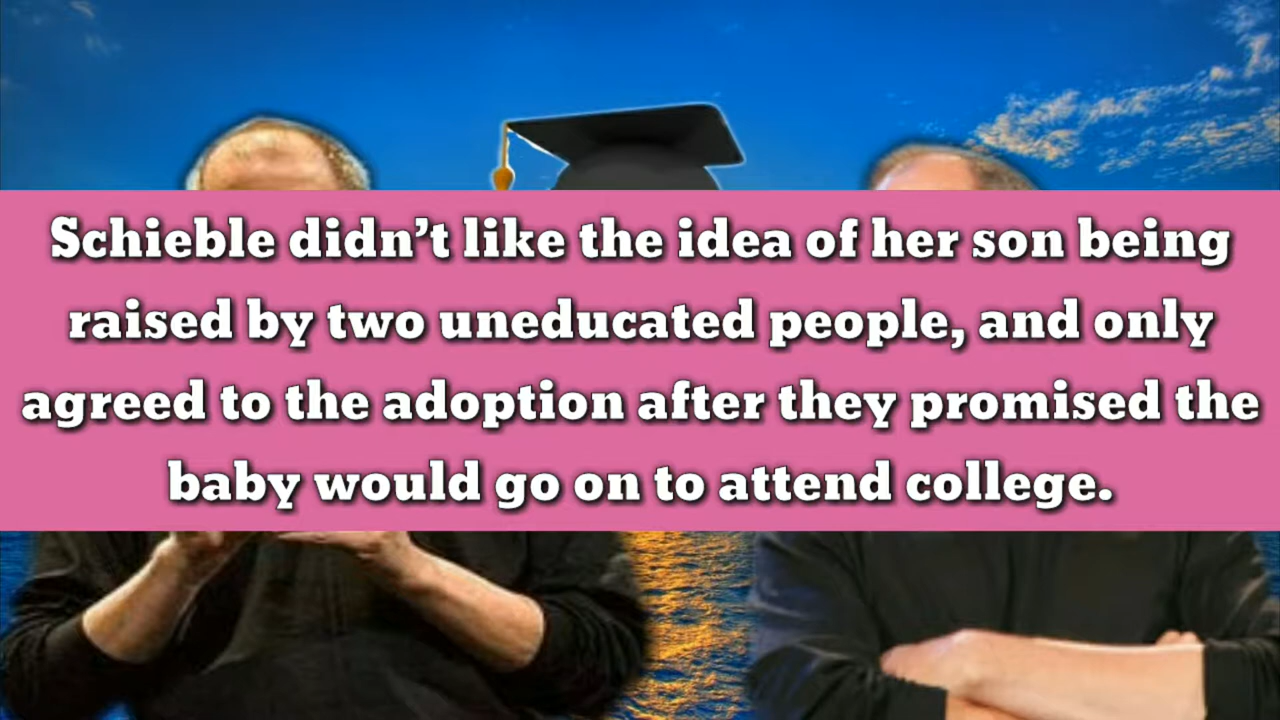 Schieble didn’t like the idea of her son being
raised by two uneducated people, and only
agreed to the adoption after they promised the
baby would go on to attend college.